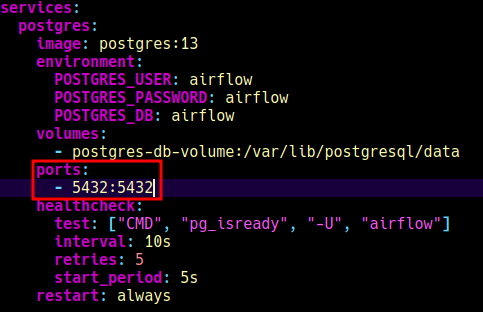 services:
  postgres:
    image: postgres:13
    environment:
      POSTGRES_USER: airflow
      POSTGRES_PASSWORD: airflow
      POSTGRES_DB: airflow
    volumes:
      - postgres-db-volume:/var/lib/postgresql/data
    ports:
      - 5432:5432
    healthcheck:
      test: ["CMD", "pg_isready", "-U", "airflow"]
      interval: 10s
      retries: 5
      start_period: 5s
    restart: always